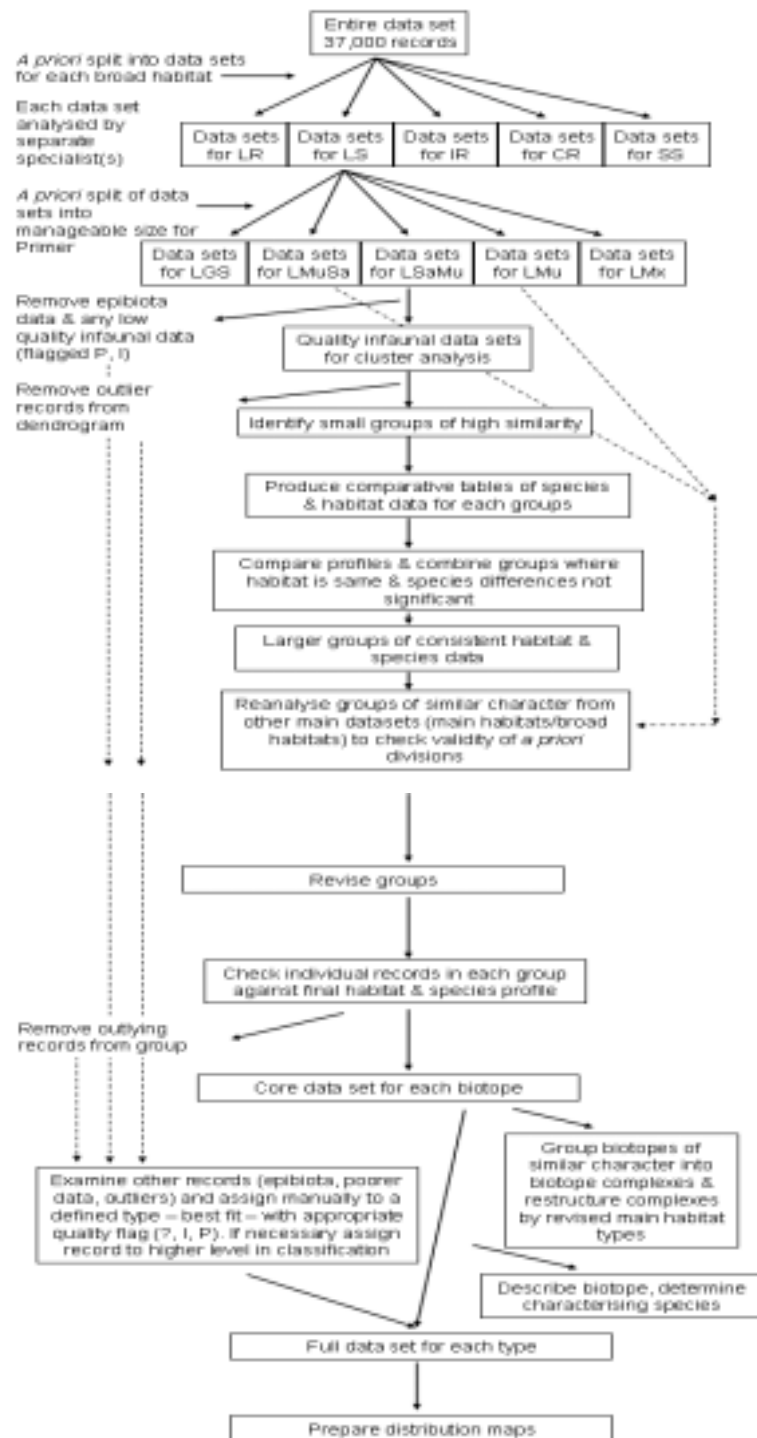 Entire data set
37,000 records
A priori split into data sets
for each broad habitat
Each data set
analysed by
separate
specialist(s)
Data sets
for LR
Data sets
for LS
Data sets
for IR
Data sets
for CR
Data sets
for SS
A priori split of data
sets into
manageable size for
Primer
Data sets
for LGS
Data sets
for LMuSa
Data sets
for LSaMu
Data sets
for LMu
Data sets
for LMx
Remove epibiota
data & any low
quality infaunal data
(flagged P, I)
Quality infaunal data sets
for cluster analysis
Remove outlier
records from
dendrogram
Identify small groups of high similarity
Produce comparative tables of species
& habitat data for each groups
Compare profiles & combine groups where
habitat is same & species differences not
significant
Larger groups of consistent habitat &
species data
Reanalyse groups of similar character from
other main datasets (main habitats/broad
habitats) to check validity of a priori
divisions
Revise groups
Check individual records in each group
against final habitat & species profile
Remove outlying
records from group
Core data set for each biotope
Group biotopes of
similar character into
biotope complexes &
restructure complexes
by revised main habitat
types
Examine other records (epibiota, poorer
data, outliers) and assign manually to a
defined type – best fit – with appropriate
quality flag (?, I, P). If necessary assign
record to higher level in classification
Describe biotope, determine
characterising species
Full data set for each type
Prepare distribution maps